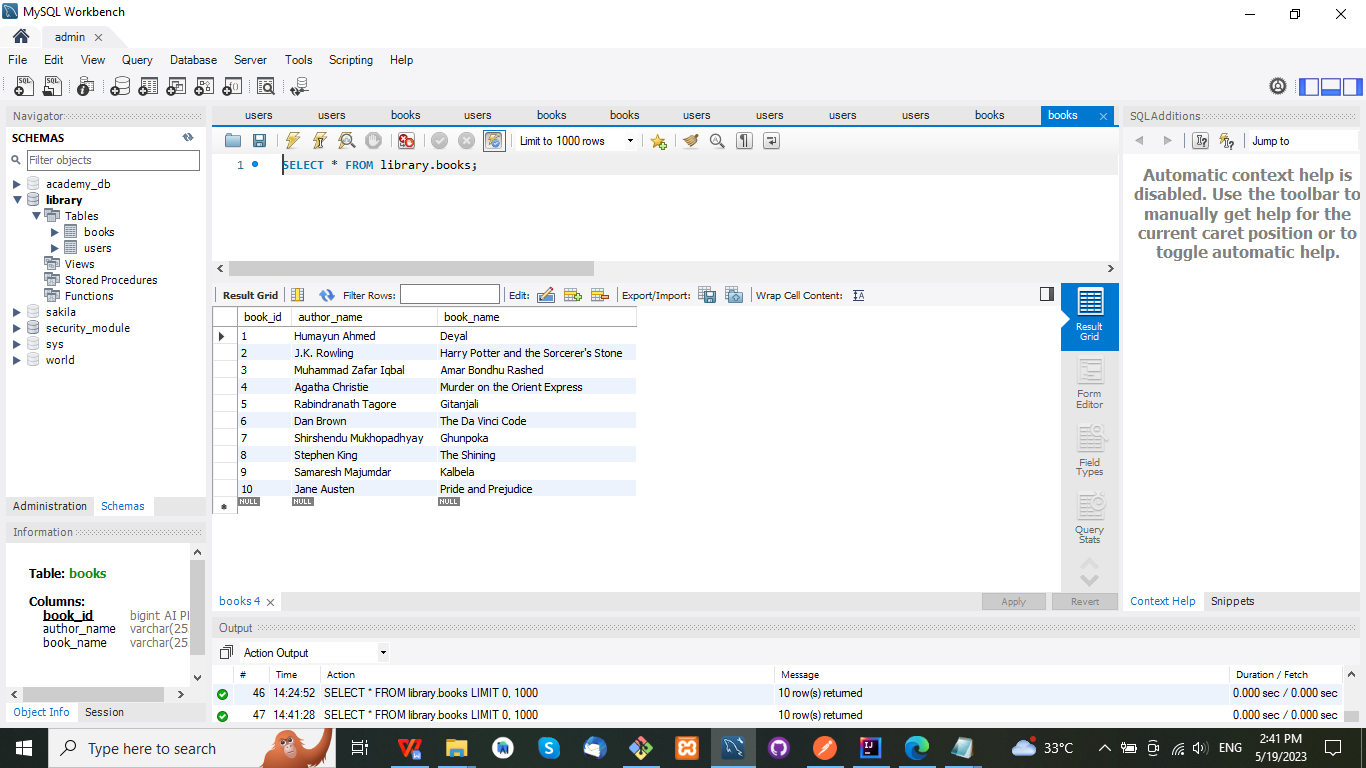 MySQL Workbench
admin
File Edit View Query Database Server Tools Scripting Help
Navigator
SCHEMAS
Filter objects
academy_db
library
Tables
books
users
Views
Stored Procedures
Functions
sakila
security_module
sys
world
Administration Schemas
Information
Table: books
Columns:
book_id bigint AI P
author_name varchar(25
book_name varchar(25
Object Info Session
users users books users books books users users users users books books
Limit to 1000 rows
1 SELECT * FROM library.books;
Result Grid Filter Rows: Edit: Export/Import: Wrap Cell Content:
book_id author_name book_name
1 Humayun Ahmed Deyal
2 J.K. Rowling Harry Potter and the Sorcerer's Stone
3 Muhammad Zafar Iqbal Amar Bondhu Rashed
4 Agatha Christie Murder on the Orient Express
5 Rabindranath Tagore Gitanjali
6 Dan Brown The Da Vinci Code
7 Shirshendu Mukhopadhyay Ghunpoka
8 Stephen King The Shining
9 Samaresh Majumdar Kalbela
10 Jane Austen Pride and Prejudice
NULL NULL NULL
Result
Grid
Form
Editor
Field
Types
Query
Stats
books 4
Apply Revert
SQLAdditions
Jump to
Automatic context help is
disabled. Use the toolbar to
manually get help for the
current caret position or to
toggle automatic help.
Context Help Snippets
Output
Action Output
# Time Action Message Duration / Fetch
46 14:24:52 SELECT * FROM library.books LIMIT 0, 1000 10 row(s) returned 0.000 sec / 0.000 sec
47 14:41:28 SELECT * FROM library.books LIMIT 0, 1000 10 row(s) returned 0.000 sec / 0.000 sec
Type here to search
33°C
ENG
2:41 PM
5/19/2023